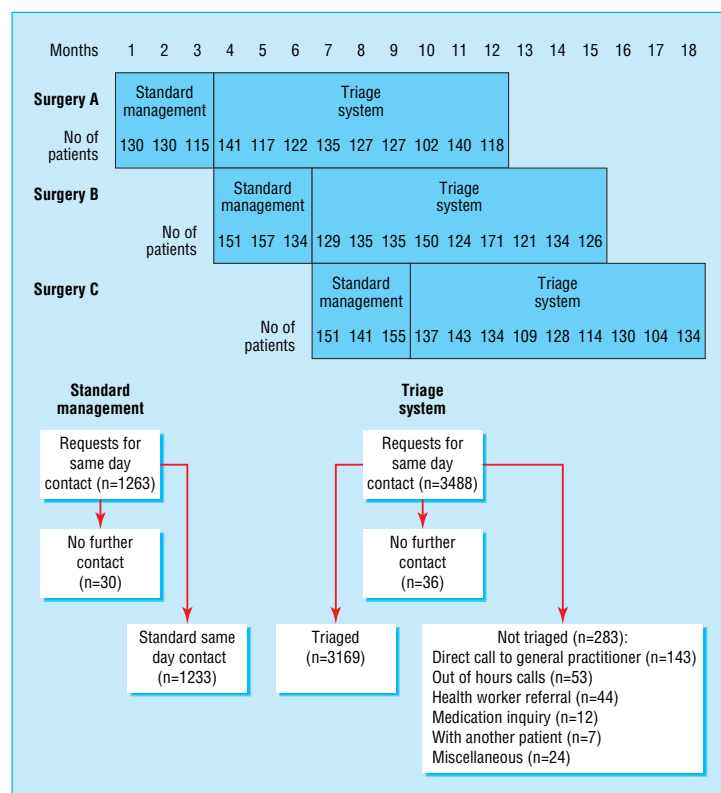 Months 1 2 3 4 5 6 7 8 9 10 11 12 13 14 15 16 17 18
Surgery A
Standard
management
Triage
system
No of
patients
130 130 115 141 117 122 135 127 127 102 140 118
Surgery B
Standard
management
Triage
system
No of
patients
151 157 134 129 135 135 150 124 171 121 134 126
Surgery C
Standard
management
Triage
system
No of
patients
151 141 155 137 143 134 109 128 114 130 104 134
Standard
management
Requests for
same day
contact (n=1263)
No further
contact
(n=30)
Standard same
day contact
(n=1233)
Triage
system
Requests for
same day
contact (n=3488)
No further
contact
(n=36)
Triaged
(n=3169)
Not triaged (n=283):
Direct call to general practitioner (n=143)
Out of hours calls (n=53)
Health worker referral (n=44)
Medication inquiry (n=12)
With another patient (n=7)
Miscellaneous (n=24)